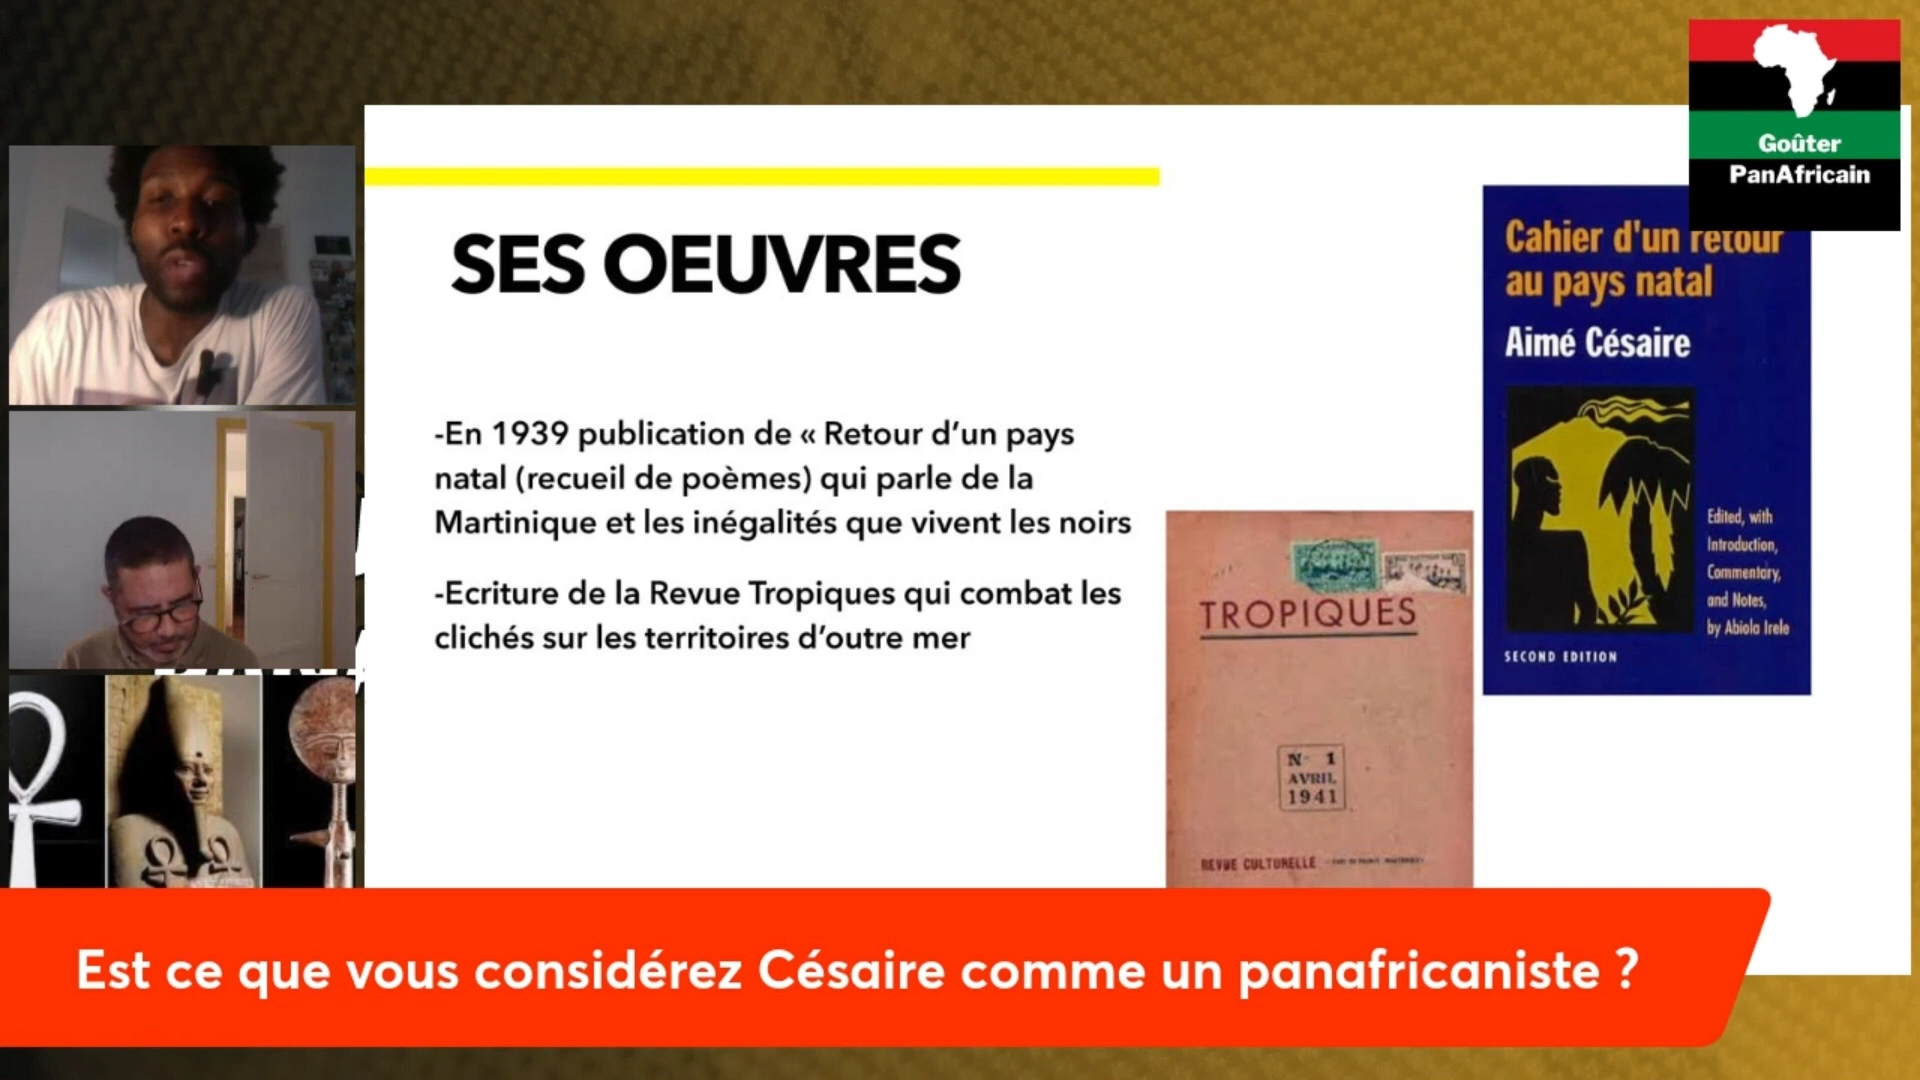 Goûter
PanAfricain
SES OEUVRES
-En 1939 publication de « Retour d'un pays
natal (recueil de poèmes) qui parle de la
Martinique et les inégalités que vivent les noirs
-Ecriture de la Revue Tropiques qui combat les
clichés sur les territoires d'outre mer
Cahier d'un retour
au pays natal
Aimé Césaire
Edited, with
Introduction,
Commentary,
and Notes,
by Abiola Irele
SECOND EDITION
TROPIQUES
N° 1
AVRIL
1941
REVUE CULTURELLE
Est ce que vous considérez Césaire comme un panafricaniste ?